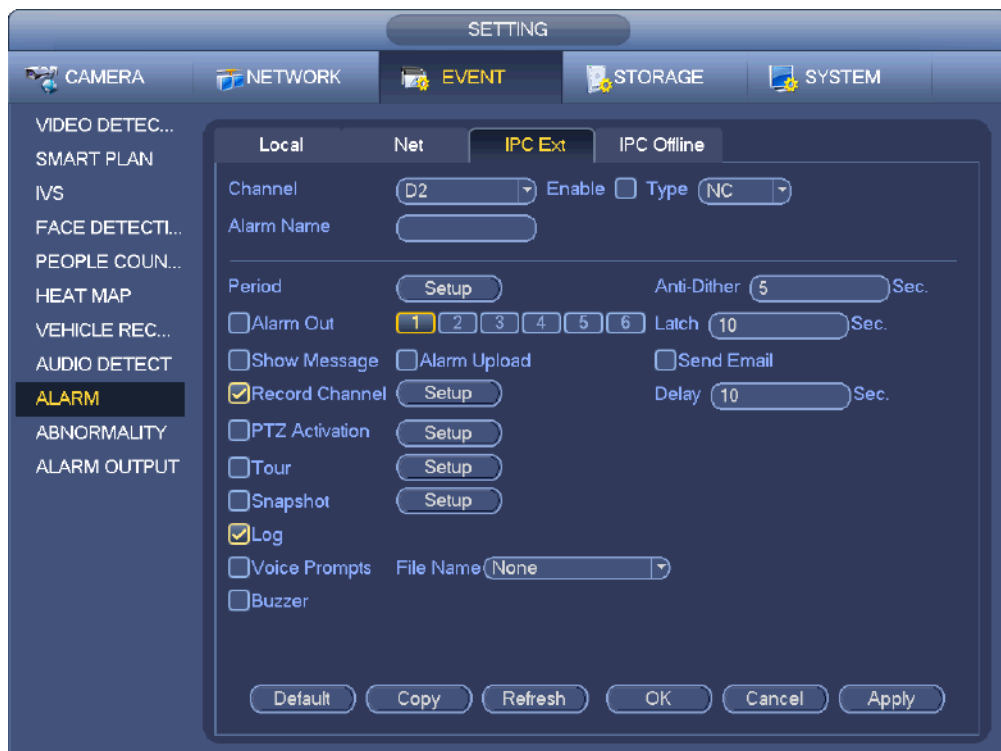 SETTING
CAMERA NETWORK EVENT STORAGE SYSTEM
VIDEO DETEC...
SMART PLAN
IVS
FACE DETECTI...
PEOPLE COUN...
HEAT MAP
VEHICLE REC...
AUDIO DETECT
ALARM
ABNORMALITY
ALARM OUTPUT
Local Net IPC Ext IPC Offline
Channel D2 Enable Type NC
Alarm Name
Period Setup Anti-Dither 5 Sec.
Alarm Out 1 2 3 4 5 6 Latch 10 Sec.
Show Message Alarm Upload Send Email
Record Channel Setup Delay 10 Sec.
PTZ Activation Setup
Tour Setup
Snapshot Setup
Log
Voice Prompts File Name None
Buzzer
Default Copy Refresh OK Cancel Apply